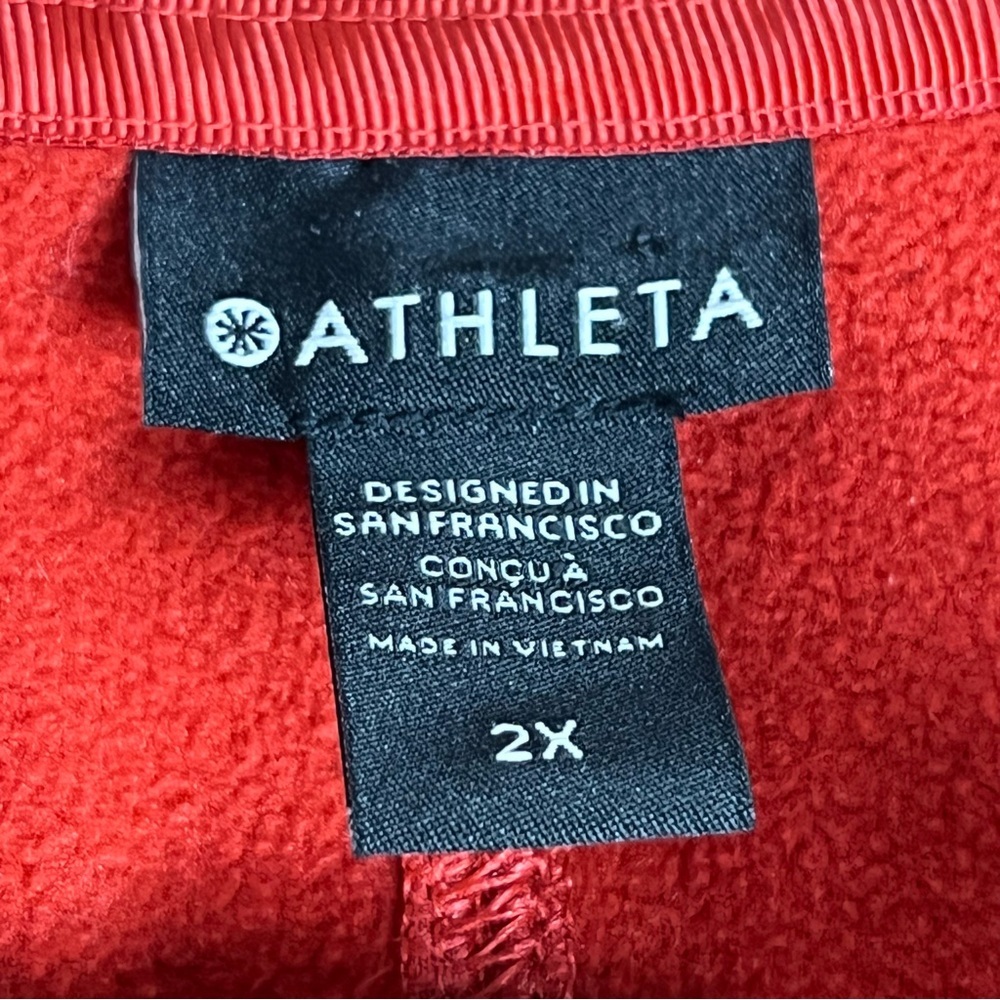 ATHLETA
DESIGNED IN
SAN FRANCISCO
CONÇU À
SAN FRANCISCO
MADE IN VIETNAM
2X